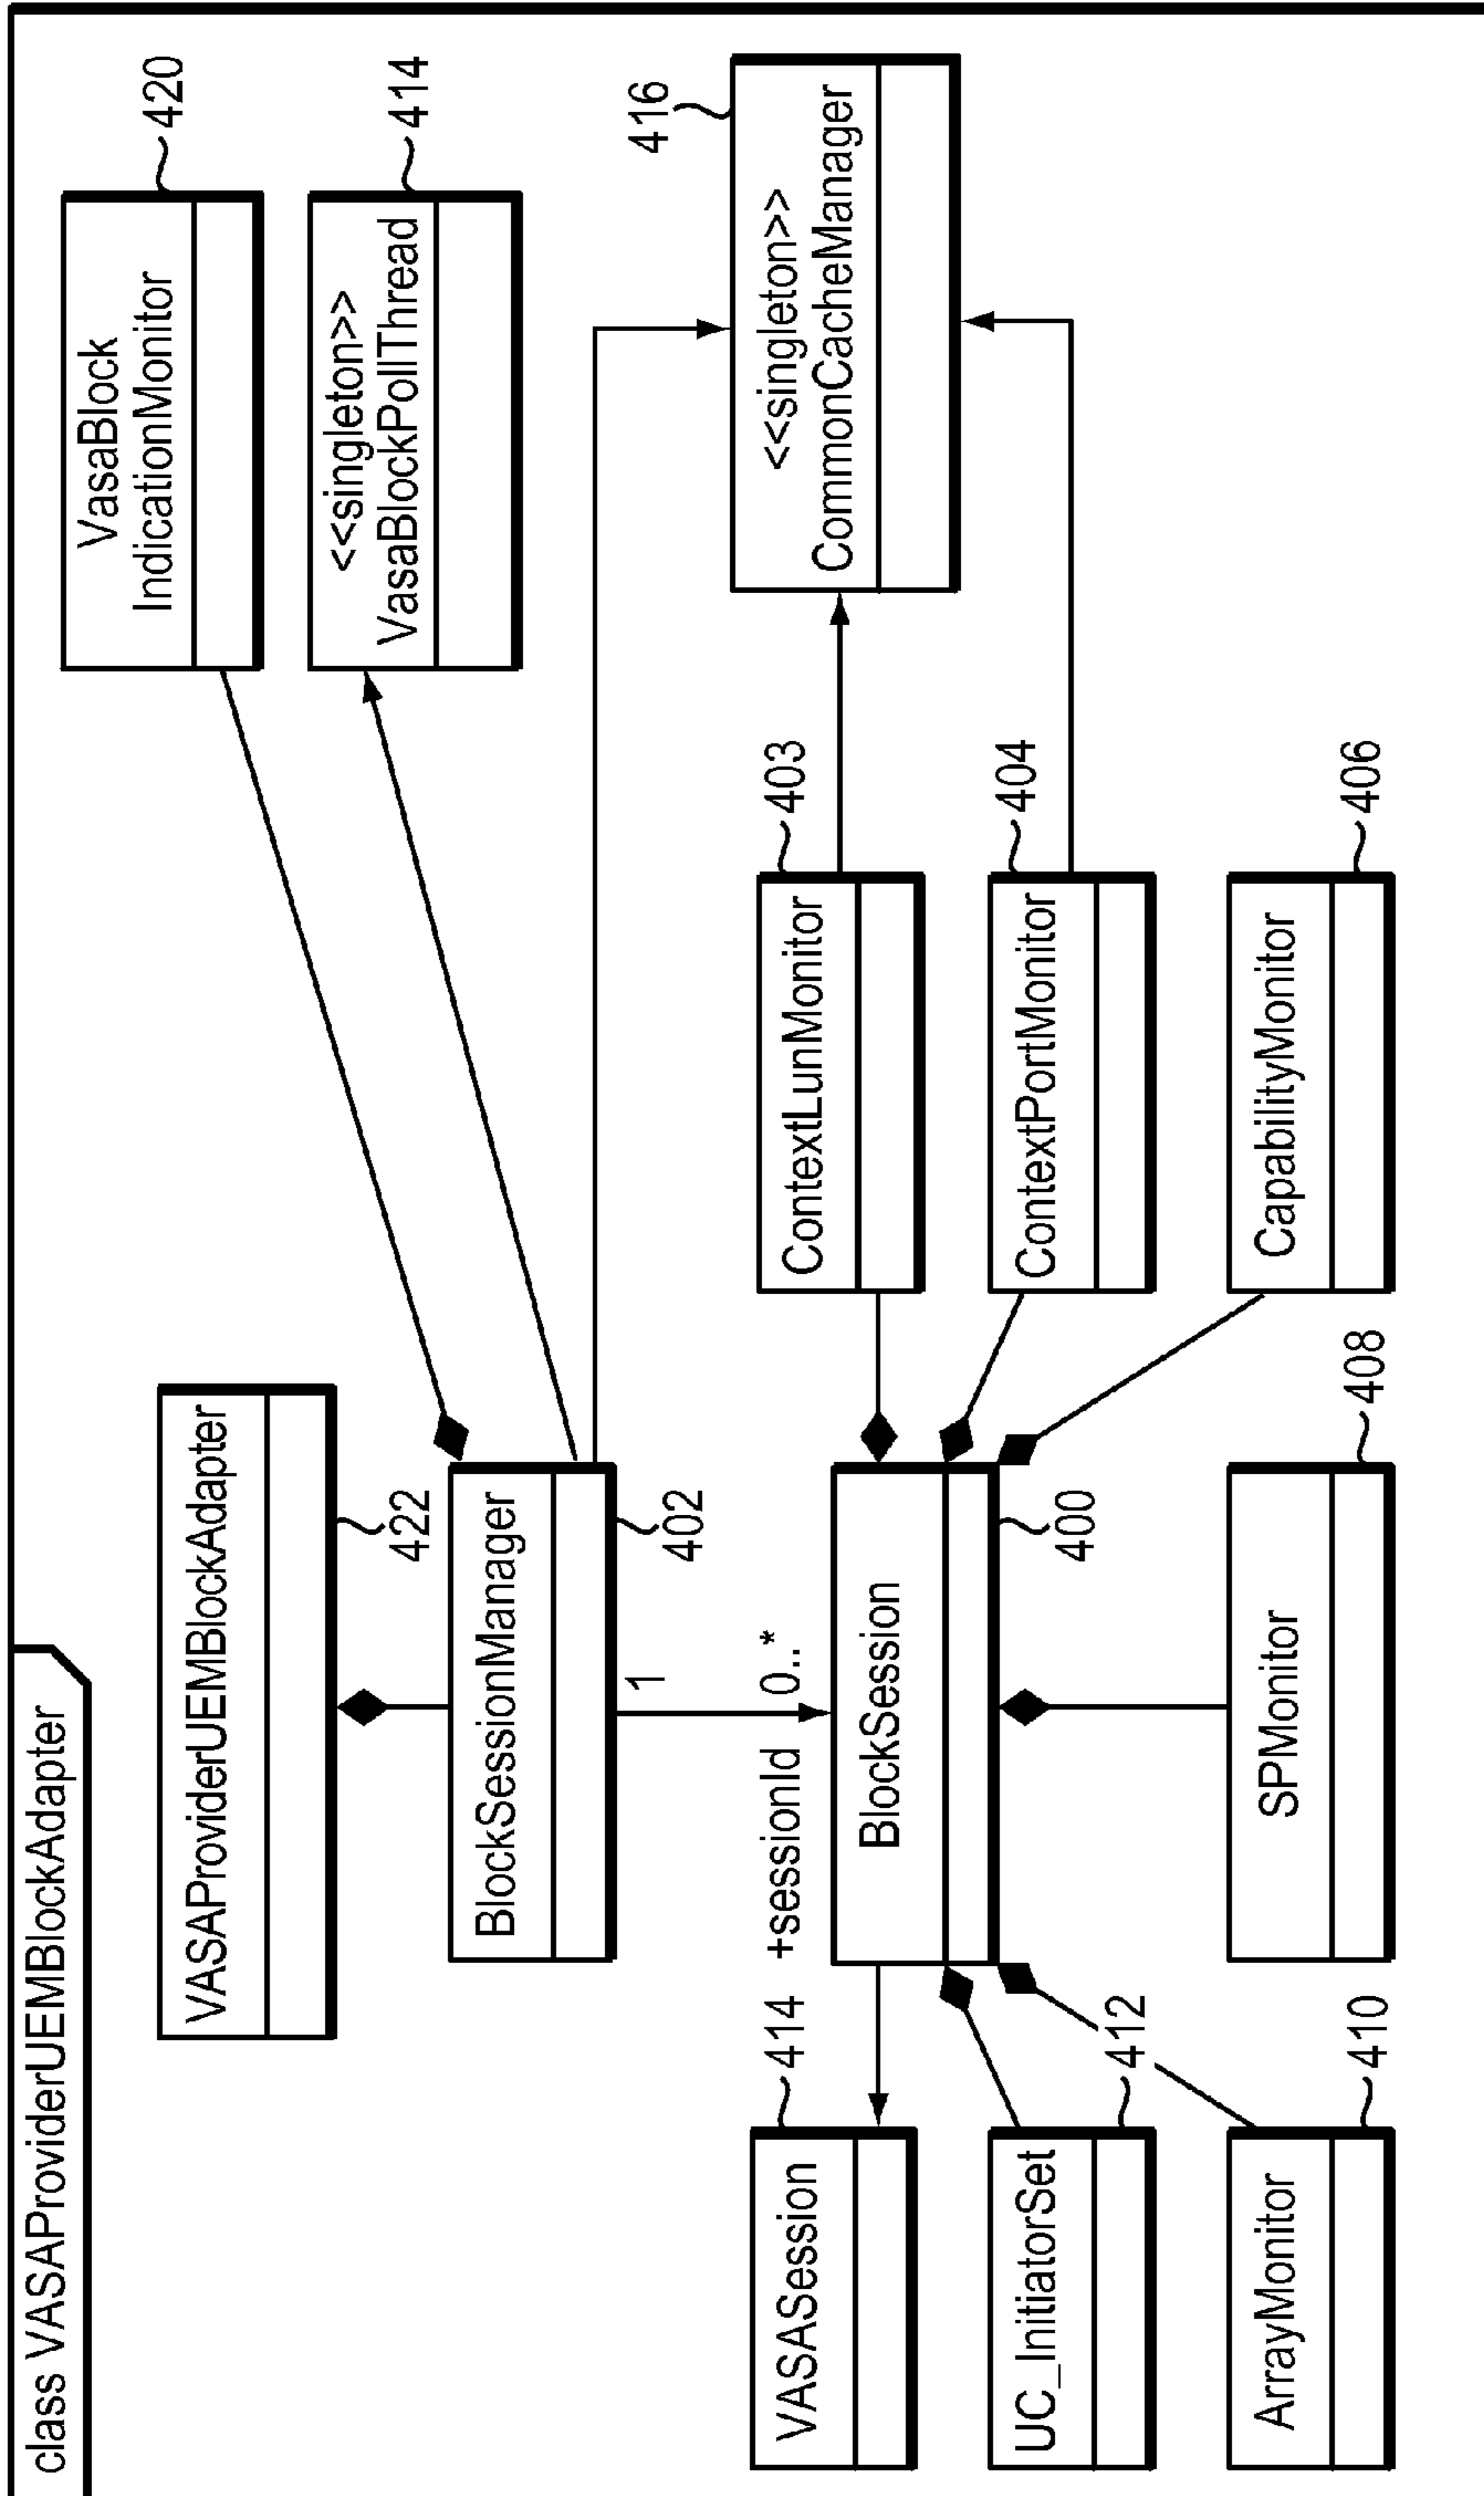 class VASAProviderUEMBlockAdapter
VASAProviderUEMBlockAdapter
422
VasaBlock
IndicationMonitor
420
BlockSessionManager
402
<<singleton>>
VasaBlockPollThread
414
1
+sessionId
0..*
VASASession
414
BlockSession
400
ContextLunMonitor
403
<<singleton>>
CommonCacheManager
416
UC_InitiatorSet
412
ContextPortMonitor
404
ArrayMonitor
410
SPMonitor
408
CapabilityMonitor
406